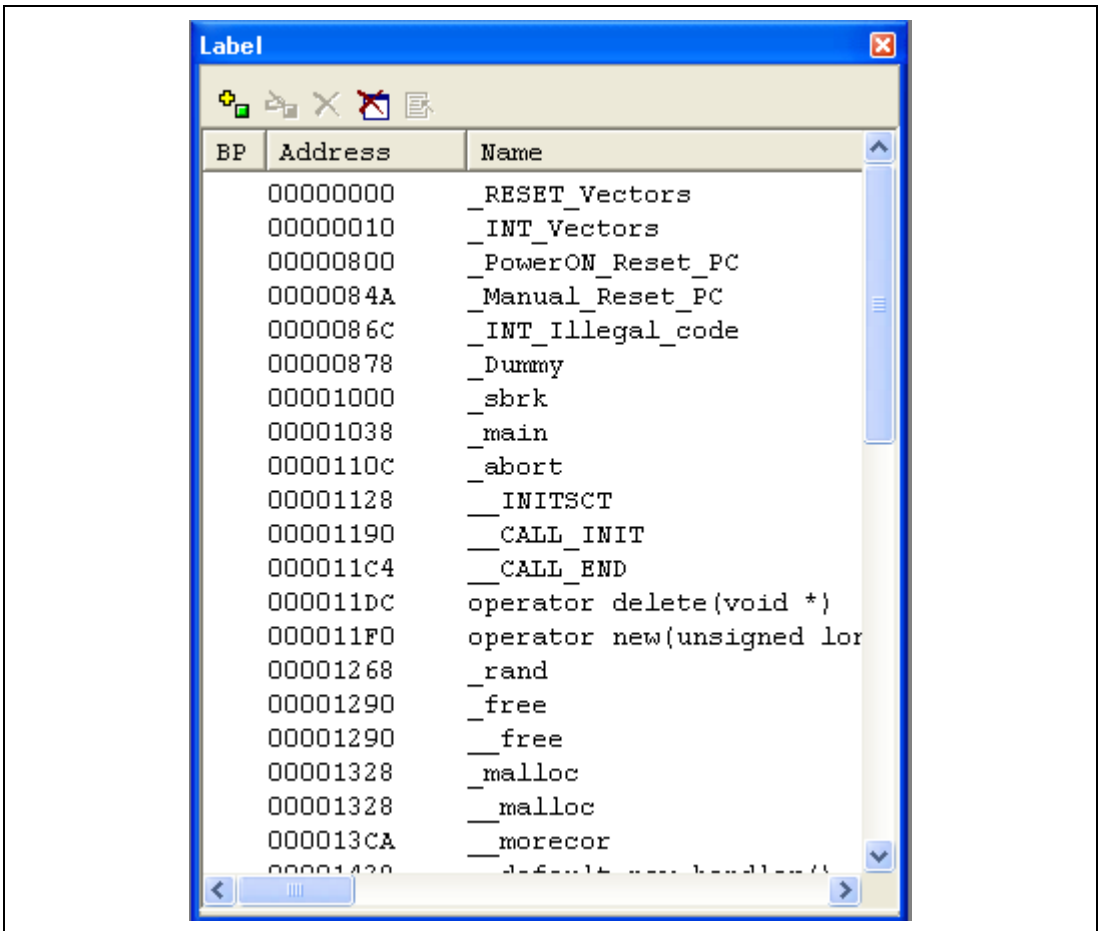 Label
BP Address Name
00000000 _RESET_Vectors
00000010 _INT_Vectors
00000800 _PowerON_Reset_PC
0000084A _Manual_Reset_PC
0000086C _INT_Illegal_code
00000878 _Dummy
00001000 _sbrk
00001038 _main
0000110C _abort
00001128 __INITSCT
00001190 __CALL_INIT
000011C4 __CALL_END
000011DC operator delete(void *)
000011F0 operator new(unsigned lor
00001268 _rand
00001290 _free
00001290 __free
00001328 _malloc
00001328 __malloc
000013CA __morecor